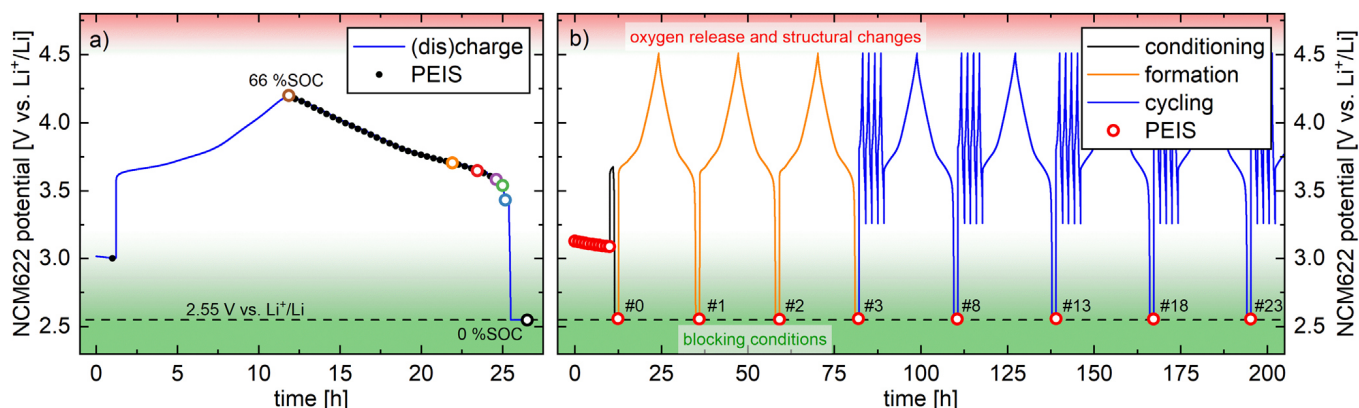 a)
(dis)charge
PEIS
66 %SOC
2.55 V vs. Li⁺/Li
0 %SOC
NCM622 potential [V vs. Li⁺/Li]
4.5
4.0
3.5
3.0
2.5
0 5 10 15 20 25
time [h]
b)
oxygen release and structural changes
conditioning
formation
cycling
PEIS
#0 #1 #2 #3 #8 #13 #18 #23
blocking conditions
0 25 50 75 100 125 150 175 200
time [h]
4.5
4.0
3.5
3.0
2.5
NCM622 potential [V vs. Li⁺/Li]